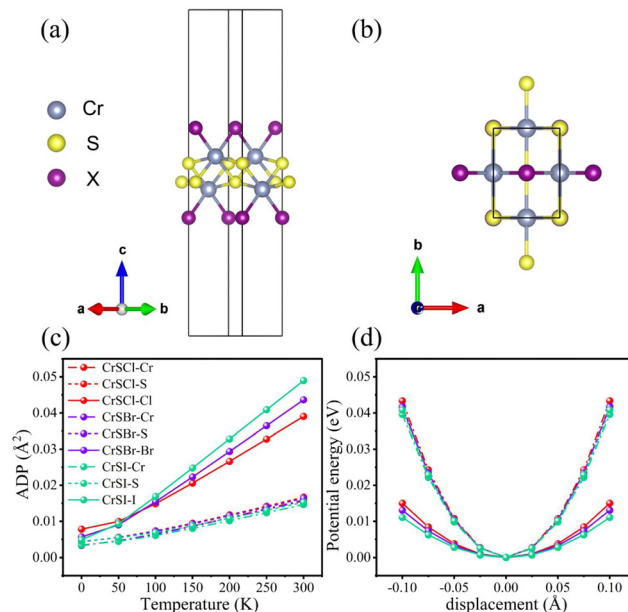 (a)
(b)
Cr
S
X
c
a
b
b
a
(c)
(d)
0.05
0.04
0.03
0.02
0.01
0.00
ADP (Å²)
CrSCl-Cr
CrSCl-S
CrSCl-Cl
CrSBr-Cr
CrSBr-S
CrSBr-Br
CrSI-Cr
CrSI-S
CrSI-I
0 50 100 150 200 250 300
Temperature (K)
0.05
0.04
0.03
0.02
0.01
0.00
Potential energy (eV)
-0.10 -0.05 0.00 0.05 0.10
displacement (Å)